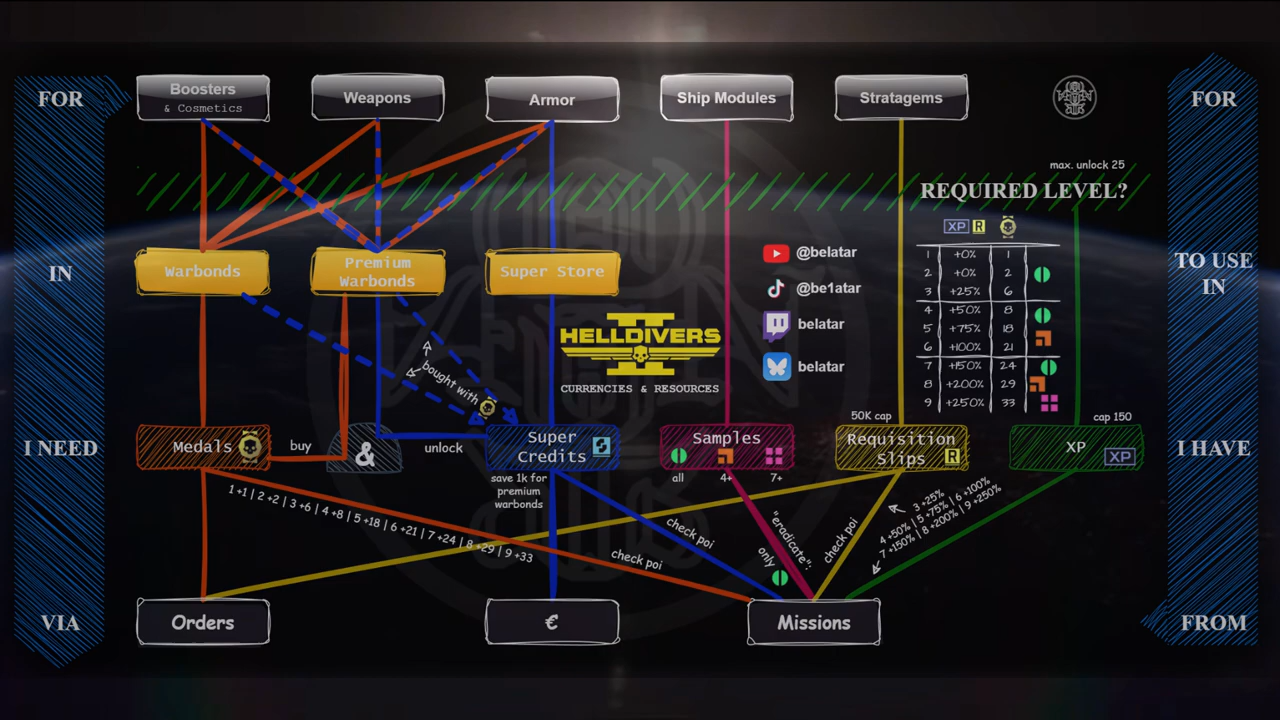 FOR
Boosters
& Cosmetics
Weapons
Armor
Ship Modules
Stratagems
FOR
max. unlock 25
REQUIRED LEVEL?
XP R
1 +0% 1
2 +0% 2
3 +25% 6
4 +50% 8
5 +75% 18
6 +100% 21
7 +150% 24
8 +200% 29
9 +250% 33
IN
Warbonds
Premium
Warbonds
Super Store
TO USE
IN
@belatar
@be1atar
belatar
belatar
HELLDIVERS
II
CURRENCIES & RESOURCES
bought with
I NEED
Medals
buy
&
unlock
Super
Credits
save 1k for
premium
warbonds
Samples
all
4+
7+
50K cap
Requisition
Slips
R
cap 150
XP
XP
I HAVE
1 +1 | 2 +2 | 3 +6 | 4 +8 | 5 +18 | 6 +21 | 7 +24 | 8 +29 | 9 +33
check poi
check poi
"eradicate":
only
check poi
3 +25%
4 +50% | 5 +75% | 6 +100%
7 +150% | 8 +200% | 9 +250%
VIA
Orders
€
Missions
FROM